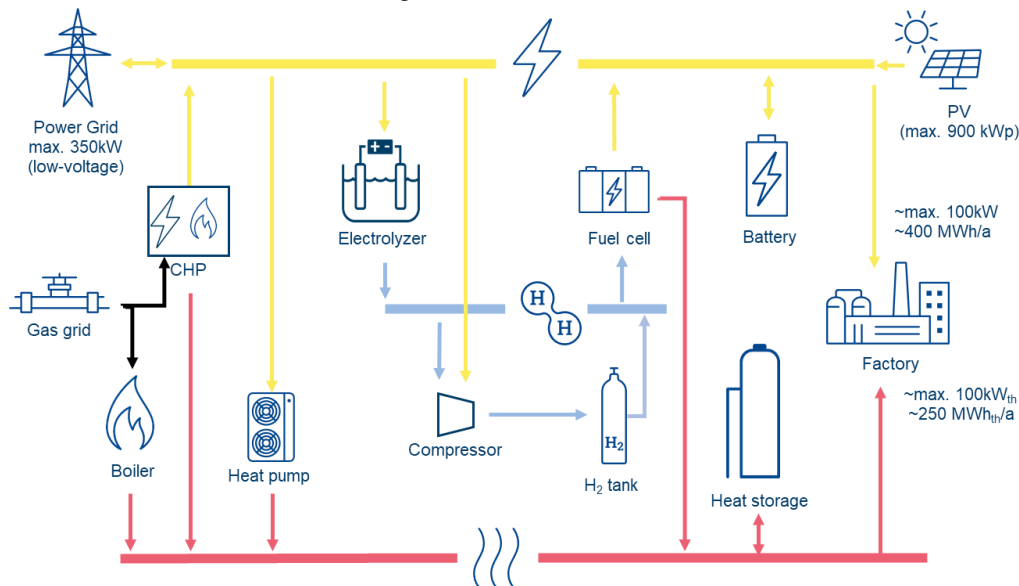 Power Grid
max. 350kW
(low-voltage)
PV
(max. 900 kWp)
CHP
Electrolyzer
Fuel cell
Battery
~max. 100kW
~400 MWh/a
Gas grid
H
H
Factory
Boiler
Heat pump
Compressor
H₂
H₂ tank
Heat storage
~max. 100kWₜₕ
~250 MWhₜₕ/a